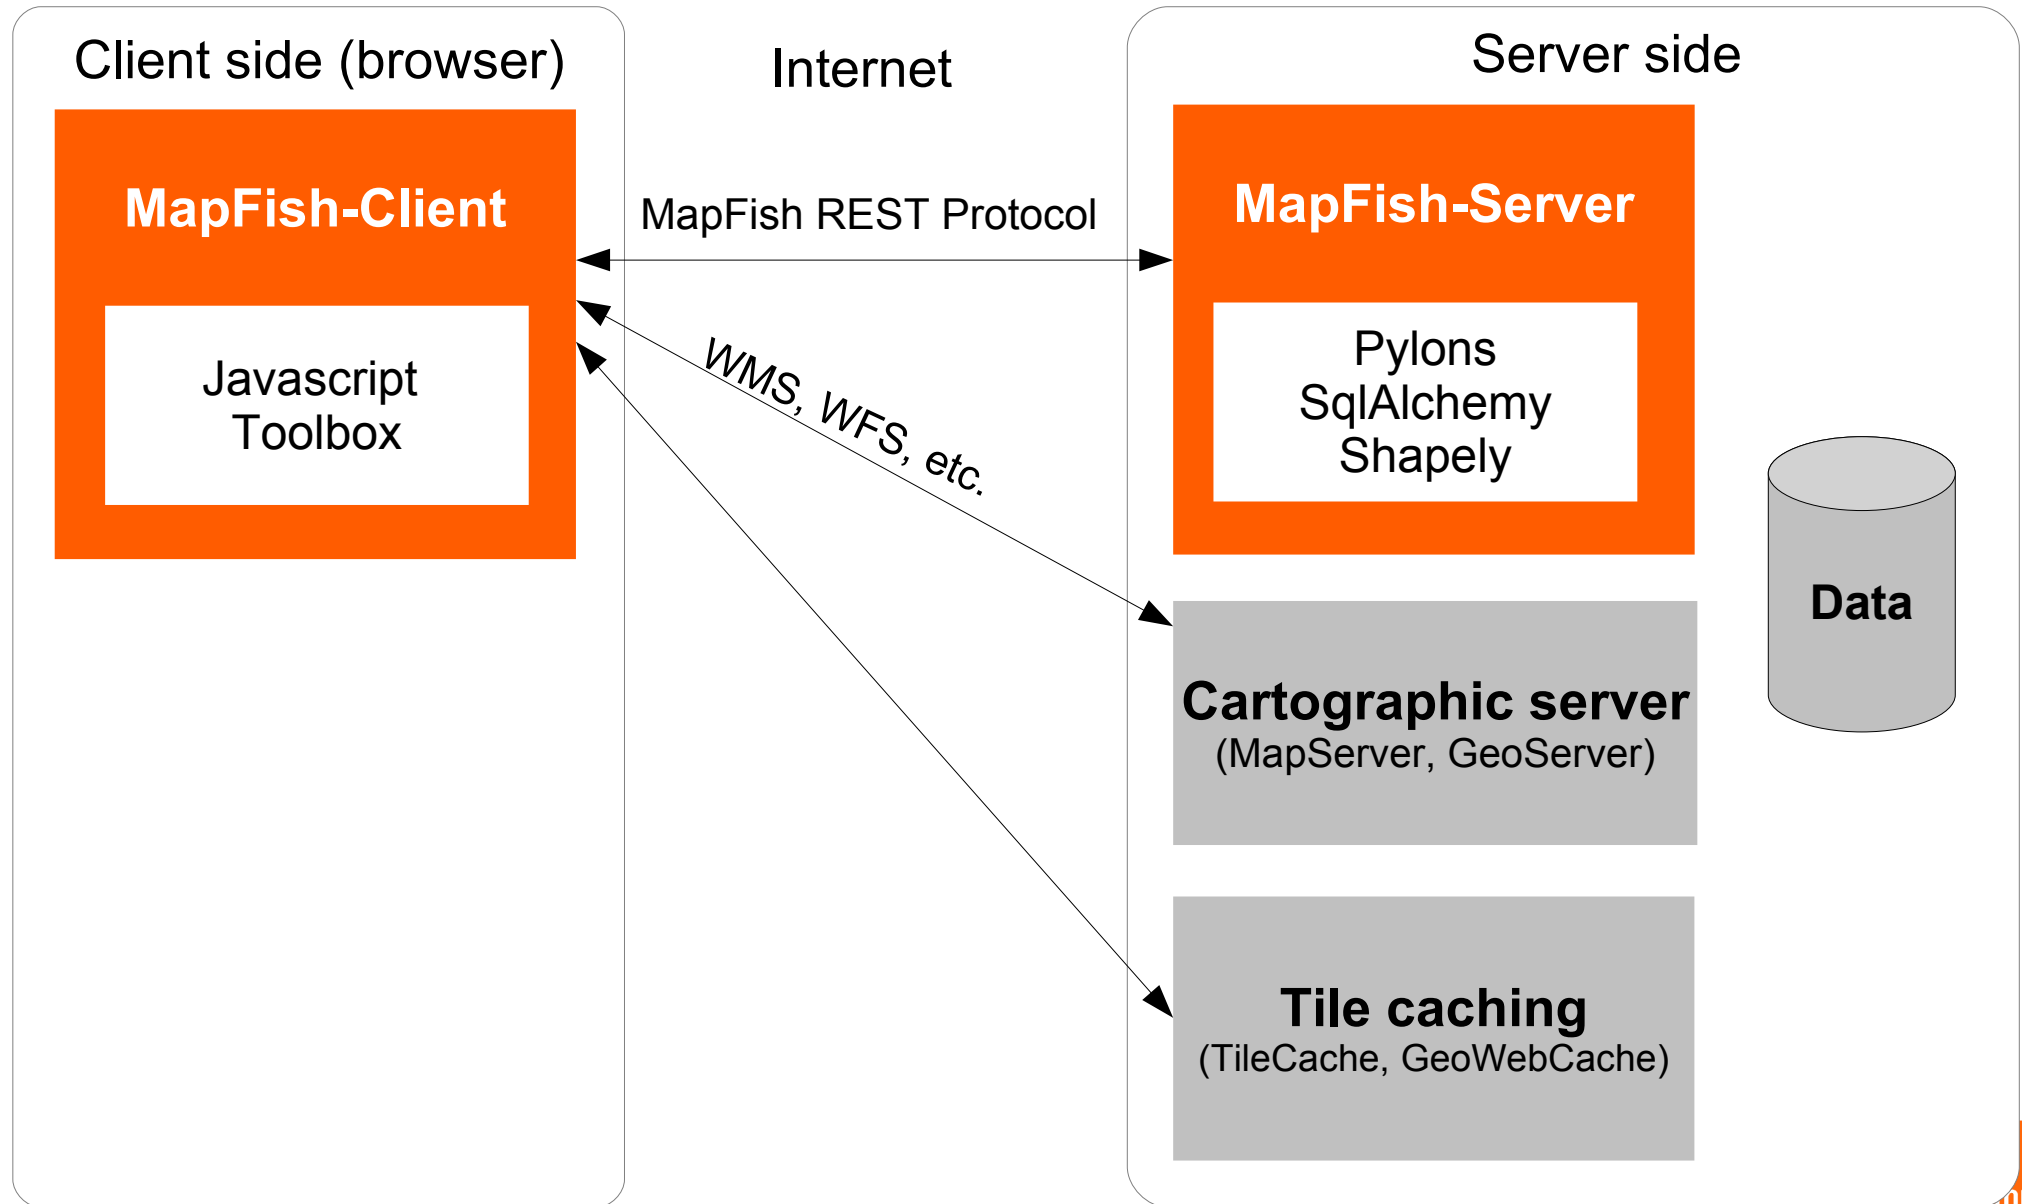 Client side (browser)
Internet
Server side
MapFish-Client
MapFish REST Protocol
MapFish-Server
Javascript
Toolbox
WMS, WFS, etc.
Pylons
SqlAlchemy
Shapely
Data
Cartographic server
(MapServer, GeoServer)
Tile caching
(TileCache, GeoWebCache)